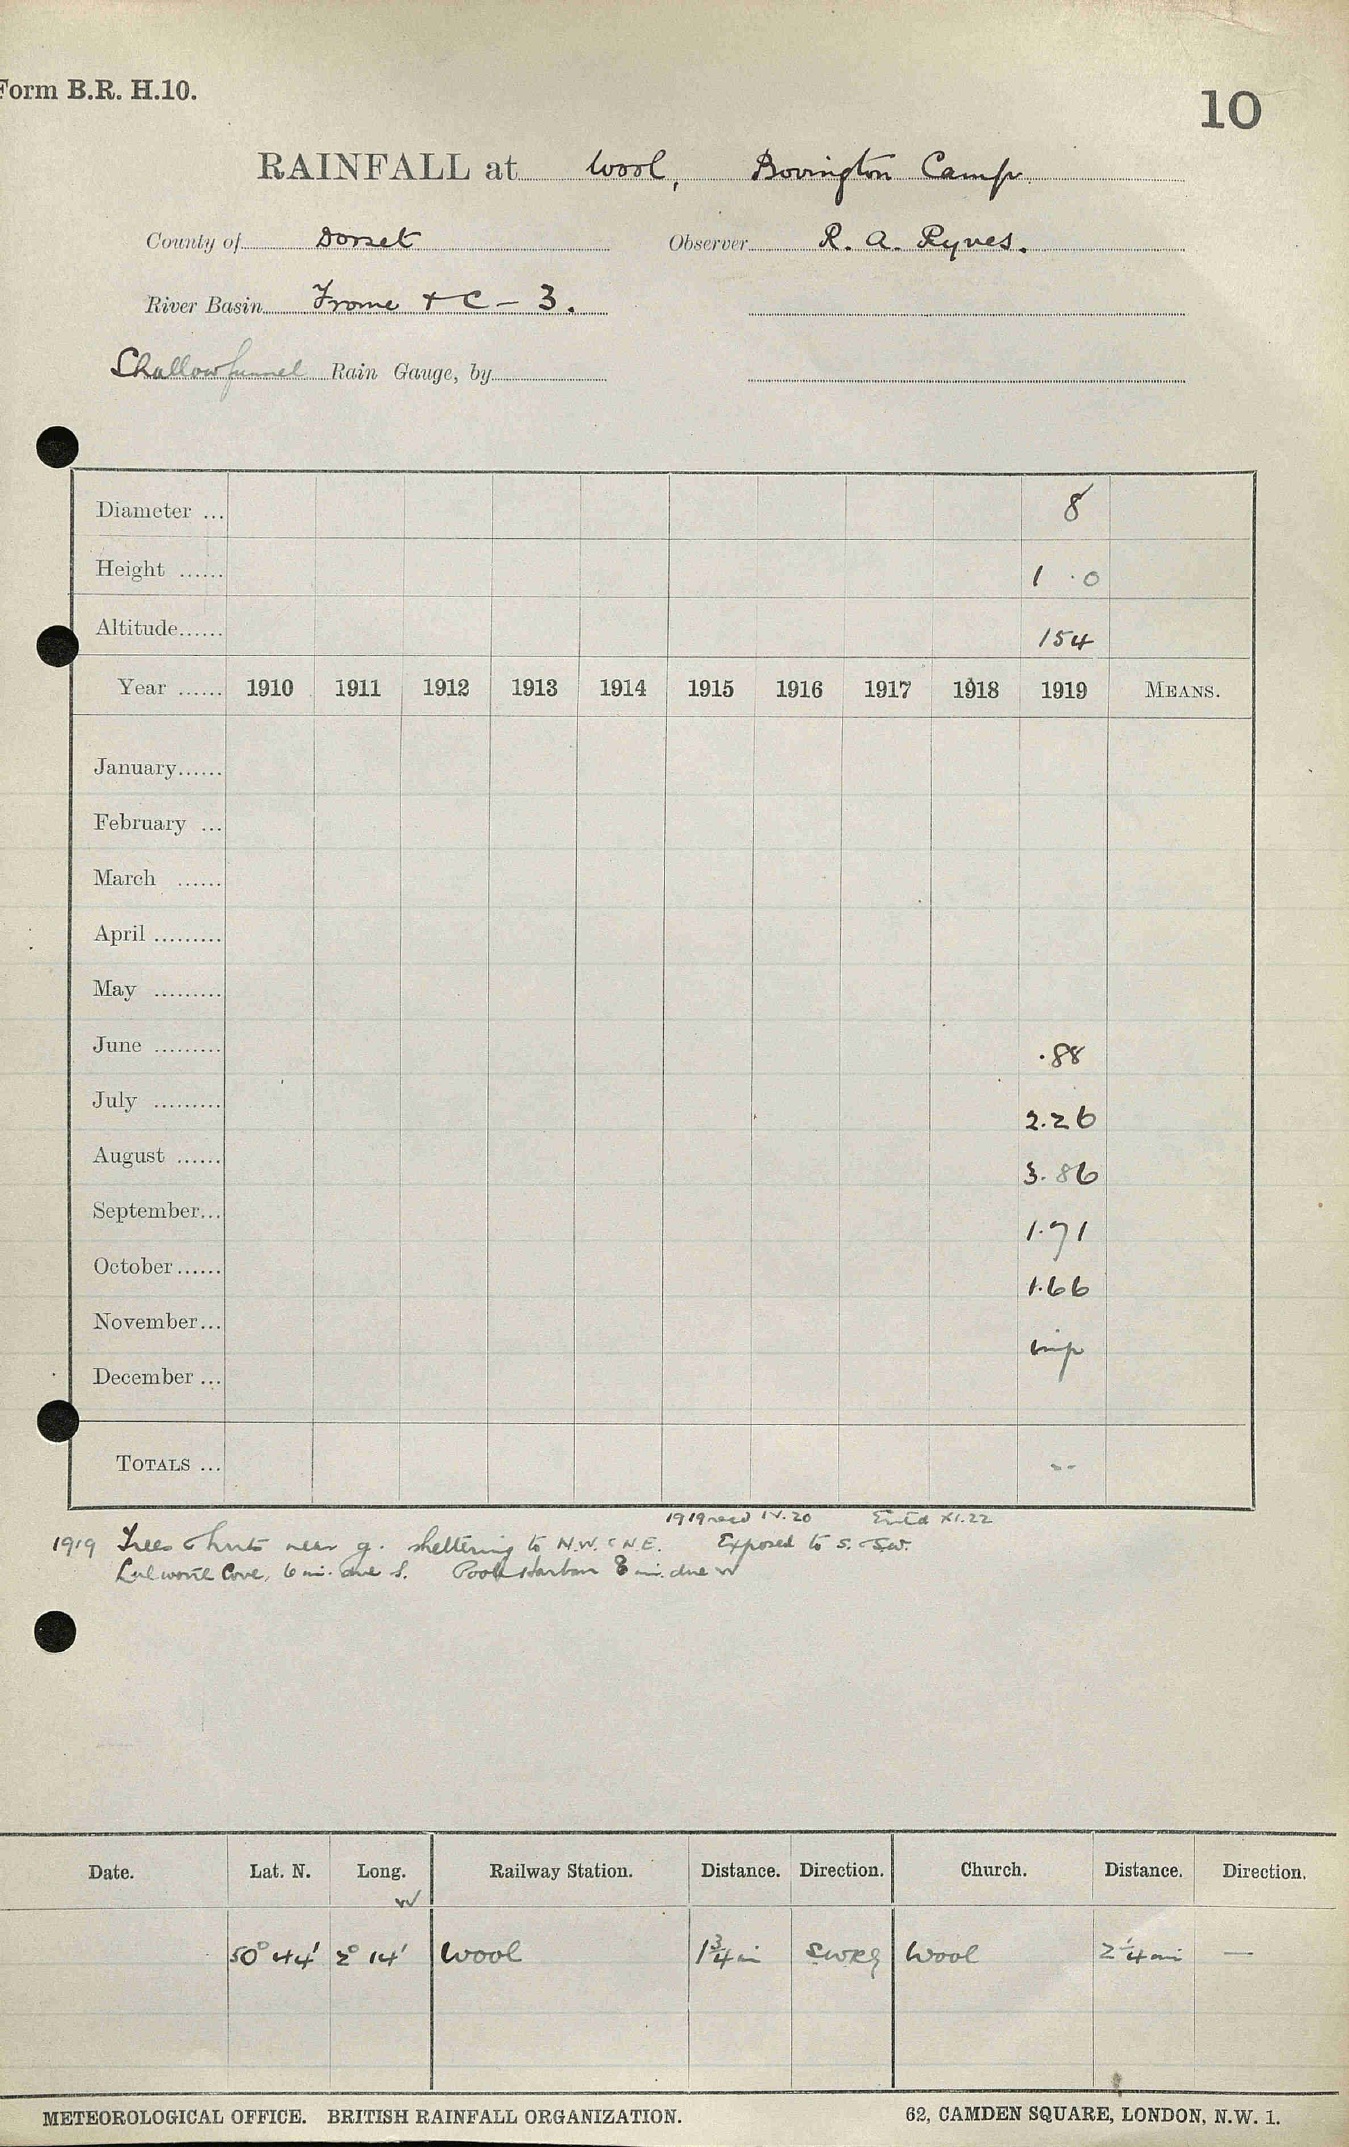 Form B.R. H.10.
10
RAINFALL at Wool, Bovington Camp.
County of Dorset Observer R. A. Ryves.
River Basin Frome + C - 3.
Shallow funnel Rain Gauge, by
Diameter ... 8
Height ...... 1 .0
Altitude...... 154
Year ...... 1910 1911 1912 1913 1914 1915 1916 1917 1918 1919 MEANS.
January......
February ...
March ......
April .........
May .........
June ......... .88
July ......... 2.26
August ...... 3.86
September... 1.71
October...... 1.66
November... imp
December ...
TOTALS ... --
1919 recd IV.20 Entd XI.22
1919 Trees & huts near g. sheltering to N.W. & N.E. Exposed to S. & S.W.
Lulworth Cove, 6 mi. due S. Poole Harbour 8 mi. due W
Date. Lat. N. Long. Railway Station. Distance. Direction. Church. Distance. Direction.
W
50° 44' 2° 14' Wool 1¾ mi Wool 2¼ mi —
METEOROLOGICAL OFFICE. BRITISH RAINFALL ORGANIZATION. 62, CAMDEN SQUARE, LONDON, N.W. 1.